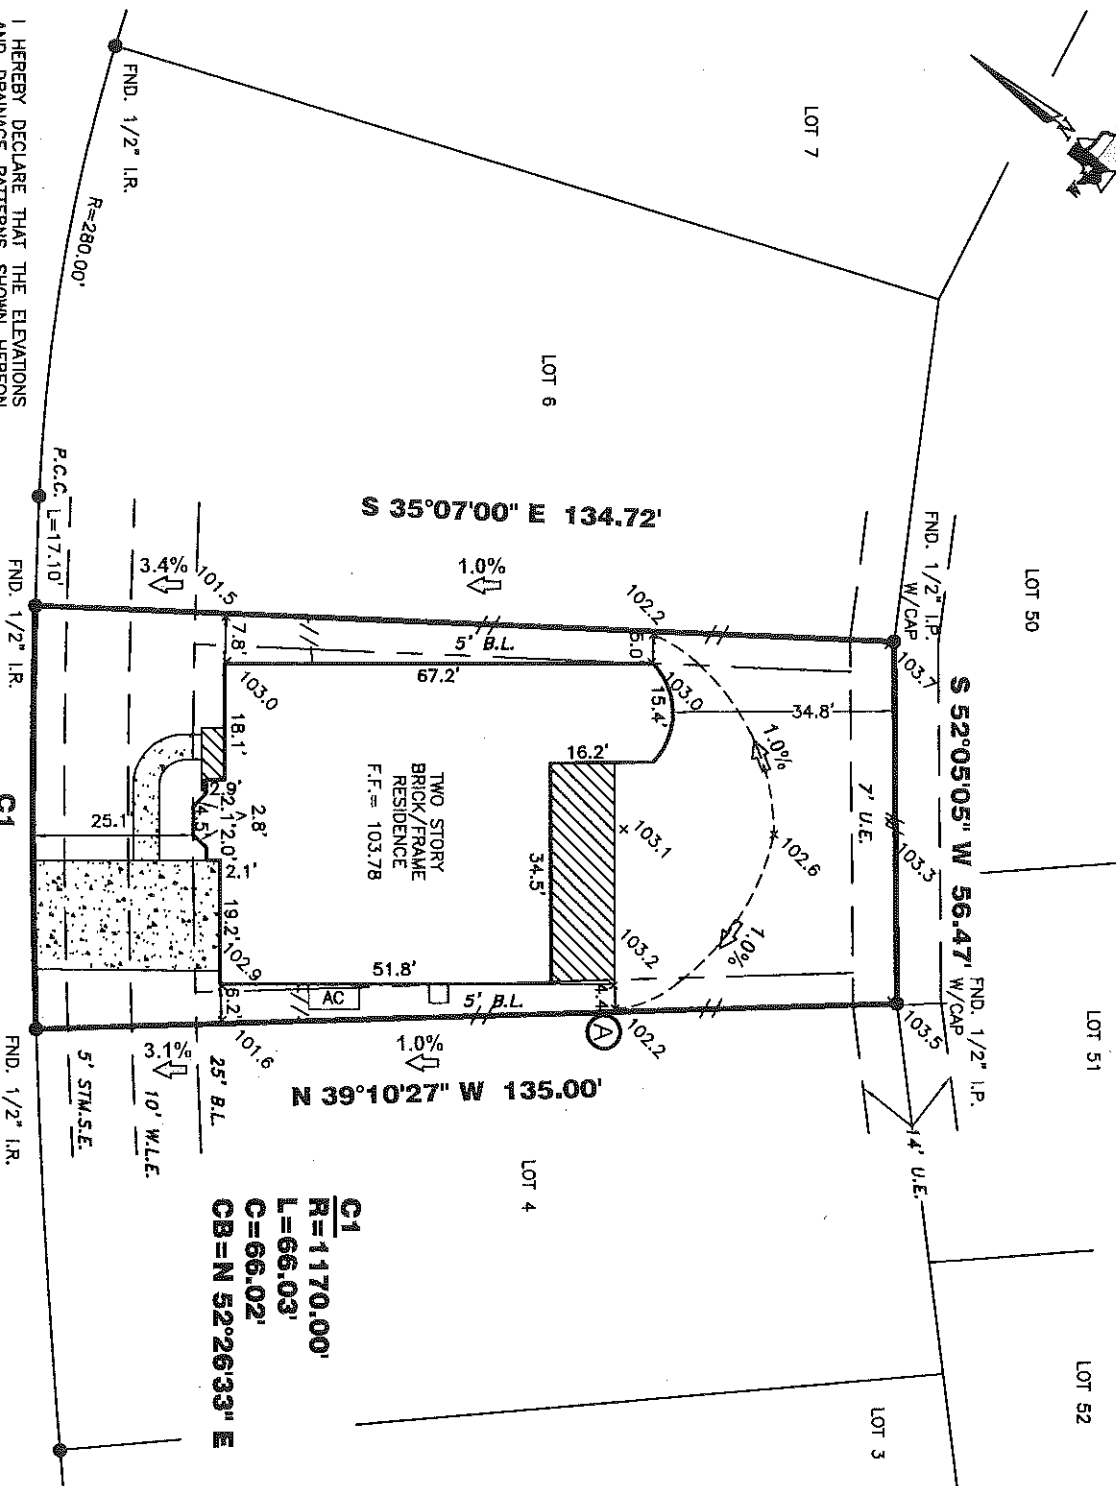 I HEREBY DECLARE THAT THE ELEVATIONS
AND DRAINAGE PATTERNS SHOWN HEREON
FND. 1/2" I.R.
R=280.00'
P.C.C.
L=17.10'
FND. 1/2" I.R.
C1
FND. 1/2" I.R.
LOT 7
LOT 6
LOT 50
LOT 51
LOT 52
LOT 3
LOT 4
S 35°07'00" E 134.72'
S 52°05'05" W 56.47'
N 39°10'27" W 135.00'
FND. 1/2" I.P.
W/CAP
FND. 1/2" I.P.
W/CAP
14' U.E.
7' U.E.
3.4%
1.0%
101.5
102.2
103.7
103.3
103.5
7.8'
5' B.L.
5.0
67.2'
103.0
103.0
15.4'
34.8'
1.0%
102.6
1.0%
103.1
103.2
16.2'
34.5'
TWO STORY
BRICK/FRAME
RESIDENCE
F.F.= 103.78
18.1'
2.8'
2.1'
2.0'
4.5'
2.1'
25.1'
19.2'
102.9
51.8'
6.2'
AC
5' B.L.
4.4'
A
102.2
101.6
3.1%
1.0%
25' B.L.
10' W.L.E.
5' STM.S.E.
C1
R=1170.00'
L=66.03'
C=66.02'
CB=N 52°26'33" E
N
W